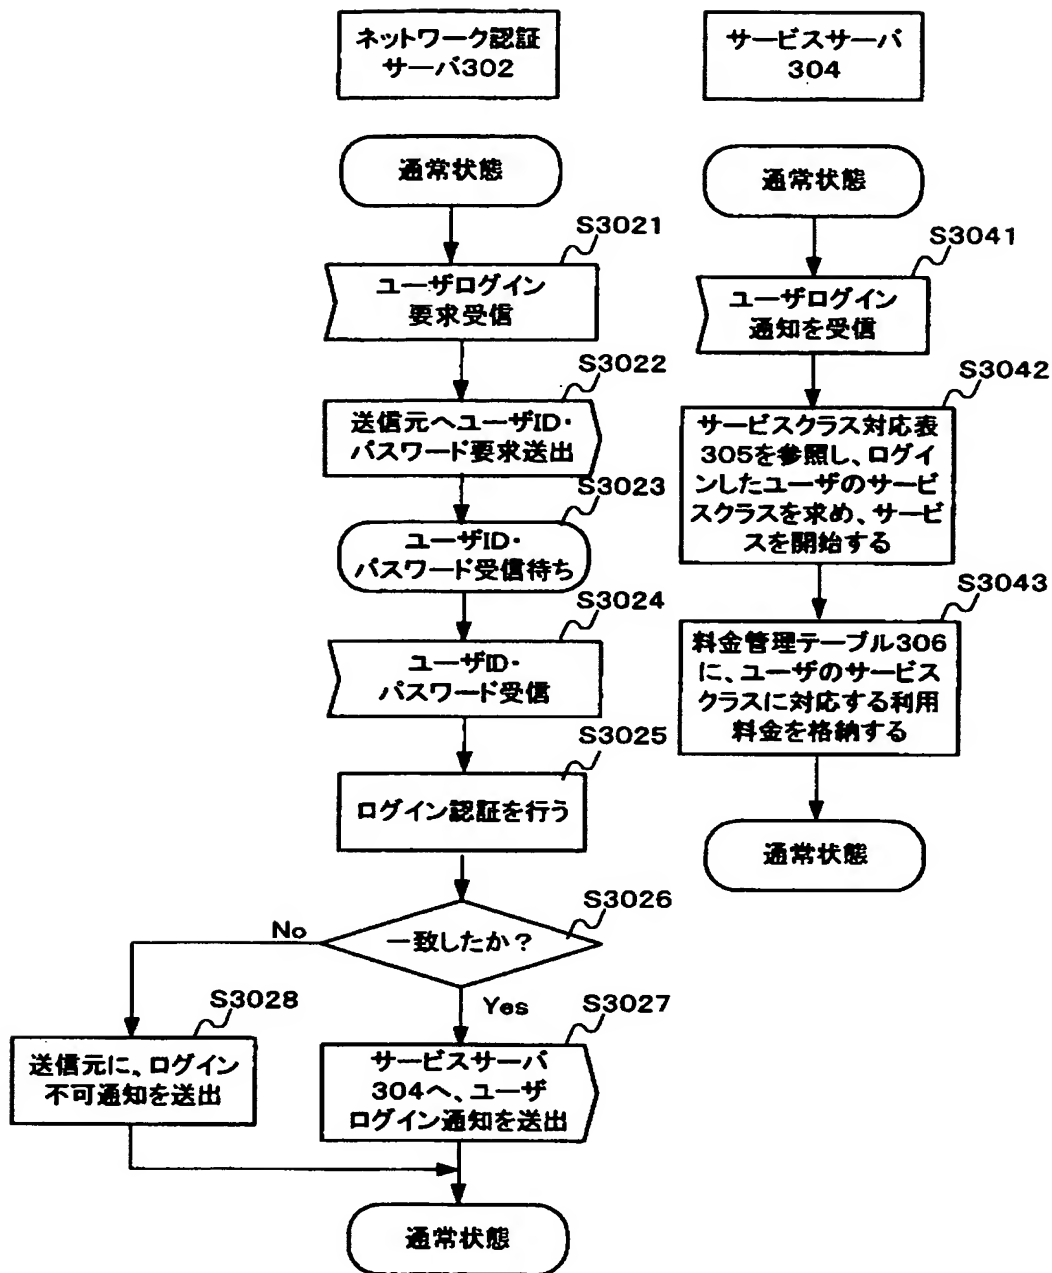 ネットワーク認証
サーバ302
通常状態
S3021
ユーザログイン
要求受信
S3022
送信元へユーザID・
パスワード要求送出
S3023
ユーザID・
パスワード受信待ち
S3024
ユーザID・
パスワード受信
S3025
ログイン認証を行う
S3026
一致したか？
No
Yes
S3028
送信元に、ログイン
不可通知を送出
S3027
サービスサーバ
304へ、ユーザ
ログイン通知を送出
通常状態
サービスサーバ
304
通常状態
S3041
ユーザログイン
通知を受信
S3042
サービスクラス対応表
305を参照し、ログイ
ンしたユーザのサービ
スクラスを求め、サービ
スを開始する
S3043
料金管理テーブル306
に、ユーザのサービス
クラスに対応する利用
料金を格納する
通常状態